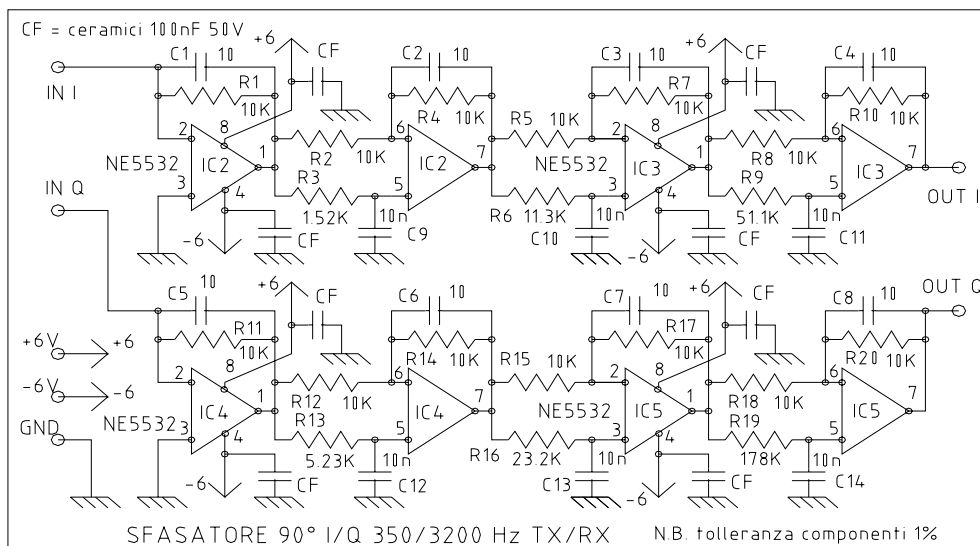 CF = ceramici 100nF 50V
+6 CF C3 10 +6 CF C4 10
C1 10 C2 10
IN I R1 10K R4 10K R5 10K R7 10K R10 10K
2 8 6 2 8 6
NE5532 IC2 1 R2 10K IC2 7 NE5532 IC3 1 R8 10K IC3 7
3 4 R3 5 3 4 R9 5 OUT I
IN Q 1.52K 10n R6 11.3K 10n 51.1K 10n
-6 CF C9 C10 -6 CF C11
C5 10 +6 CF C6 10 C7 10 +6 CF C8 10 OUT Q
+6V +6 R11 10K R14 10K R15 10K R17 10K R20 10K
-6V -6 2 8 6 2 8 6
NE5532 IC4 1 R12 10K IC4 7 NE5532 IC5 1 R18 10K IC5 7
GND 3 4 R13 5 3 4 R19 5
5.23K 10n R16 23.2K 10n 178K 10n
-6 CF C12 C13 -6 CF C14
SFASATORE 90° I/Q 350/3200 Hz TX/RX N.B. tolleranza componenti 1%